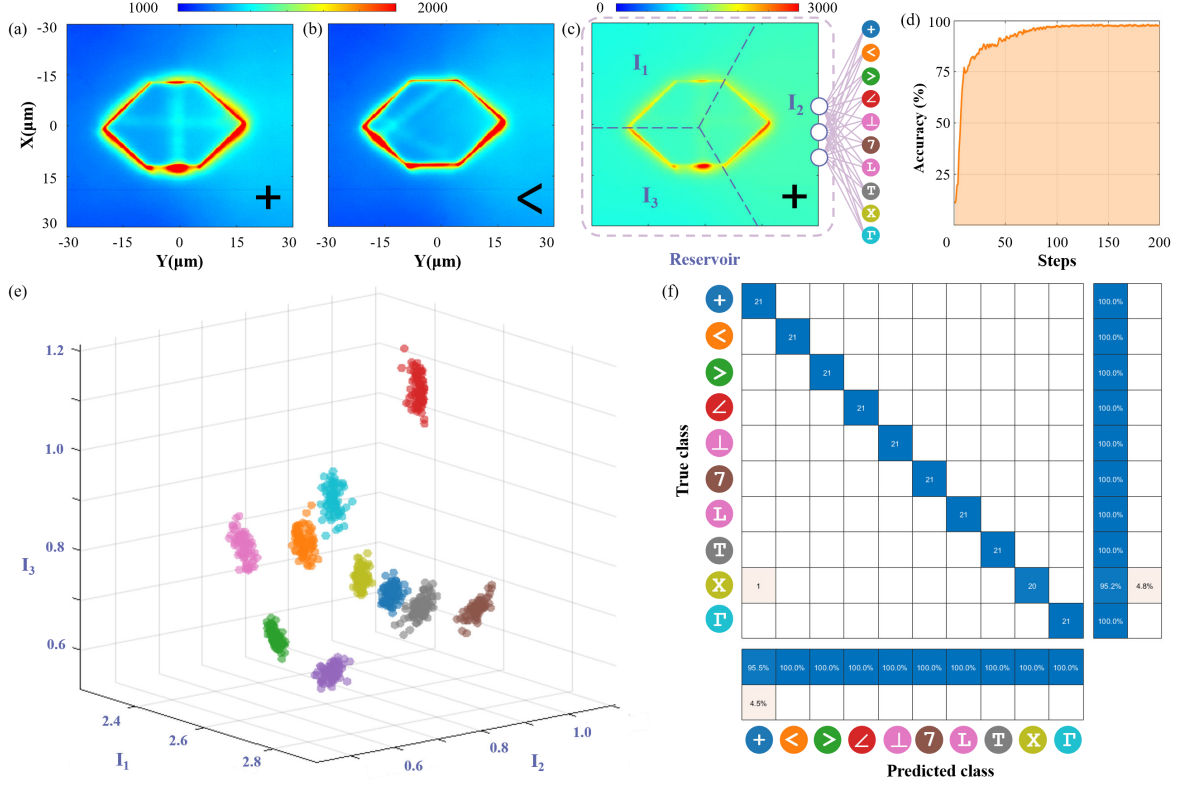 1000 2000
0 3000
(a)
-30
-15
0
15
30
X(μm)
+
-30 -15 0 15 30
Y(μm)
(b)
<
-30 -15 0 15 30
Y(μm)
(c)
I1
I2
I3
+
Reservoir
+
<
>
∠
⊥
7
L
T
X
Γ
(d)
100
75
50
25
Accuracy (%)
0 50 100 150 200
Steps
(e)
1.2
1.0
0.8
0.6
I3
2.4
2.6
2.8
I1
0.6
0.8
1.0
I2
(f)
True class
+ 21 100.0%
< 21 100.0%
> 21 100.0%
∠ 21 100.0%
⊥ 21 100.0%
7 21 100.0%
L 21 100.0%
T 21 100.0%
X 1 20 95.2% 4.8%
Γ 21 100.0%
95.5% 100.0% 100.0% 100.0% 100.0% 100.0% 100.0% 100.0% 100.0% 100.0%
4.5%
+ < > ∠ ⊥ 7 L T X Γ
Predicted class